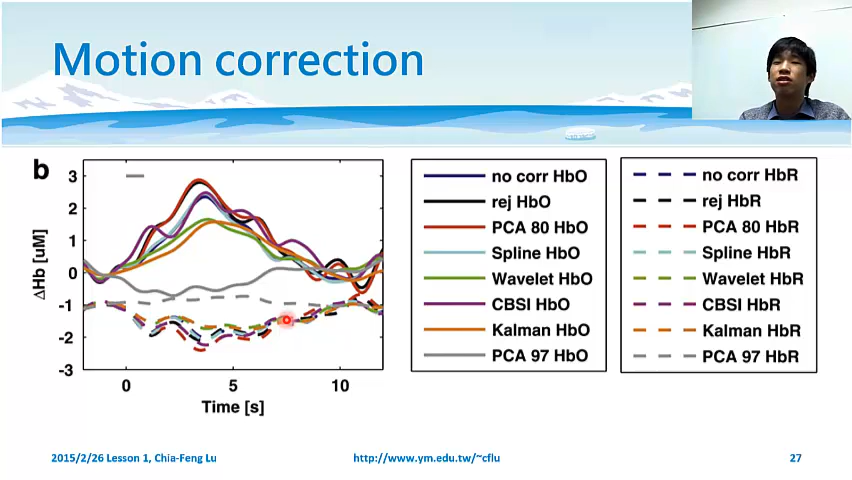 Motion correction
b
3
2
1
0
-1
-2
-3
ΔHb [uM]
0 5 10
Time [s]
no corr HbO
rej HbO
PCA 80 HbO
Spline HbO
Wavelet HbO
CBSI HbO
Kalman HbO
PCA 97 HbO
no corr HbR
rej HbR
PCA 80 HbR
Spline HbR
Wavelet HbR
CBSI HbR
Kalman HbR
PCA 97 HbR
2015/2/26 Lesson 1, Chia-Feng Lu
http://www.ym.edu.tw/~cflu
27